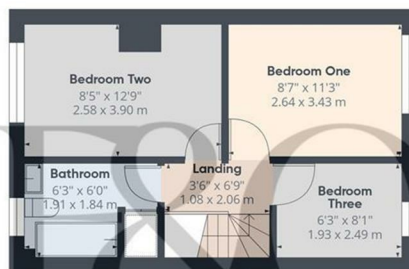 Bedroom Two
8'5" x 12'9"
2.58 x 3.90 m
Bedroom One
8'7" x 11'3"
2.64 x 3.43 m
Bathroom
6'3" x 6'0"
1.91 x 1.84 m
Landing
3'6" x 6'9"
1.08 x 2.06 m
Bedroom
Three
6'3" x 8'1"
1.93 x 2.49 m